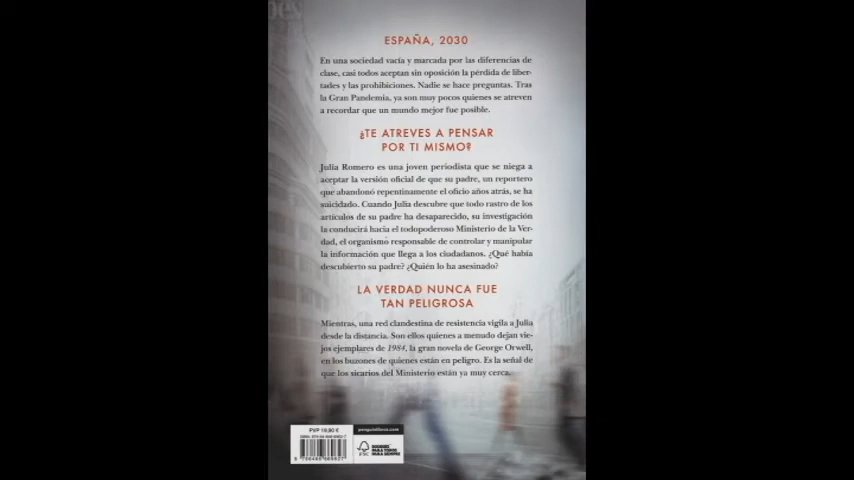 ESPAÑA, 2030
En una sociedad vacía y marcada por las diferencias de
clase, casi todos aceptan sin oposición la pérdida de liber-
tades y las prohibiciones. Nadie se hace preguntas. Tras
la Gran Pandemia, ya son muy pocos quienes se atreven
a recordar que un mundo mejor fue posible.
¿TE ATREVES A PENSAR
POR TI MISMO?
Julia Romero es una joven periodista que se niega a
aceptar la versión oficial de que su padre, un reportero
que abandonó repentinamente el oficio años atrás, se ha
suicidado. Cuando Julia descubre que todo rastro de los
artículos de su padre ha desaparecido, su investigación
la conducirá hacia el todopoderoso Ministerio de la Ver-
dad, el organismo responsable de controlar y manipular
la información que llega a los ciudadanos. ¿Qué había
descubierto su padre? ¿Quién lo ha asesinado?
LA VERDAD NUNCA FUE
TAN PELIGROSA
Mientras, una red clandestina de resistencia vigila a Julia
desde la distancia. Son ellos quienes a menudo dejan vie-
jos ejemplares de 1984, la gran novela de George Orwell,
en los buzones de quienes están en peligro. Es la señal de
que los sicarios del Ministerio están ya muy cerca.
PVP 19,90 €
penguinlibros.com
FSC
BOSQUES
PARA TODOS
PARA SIEMPRE